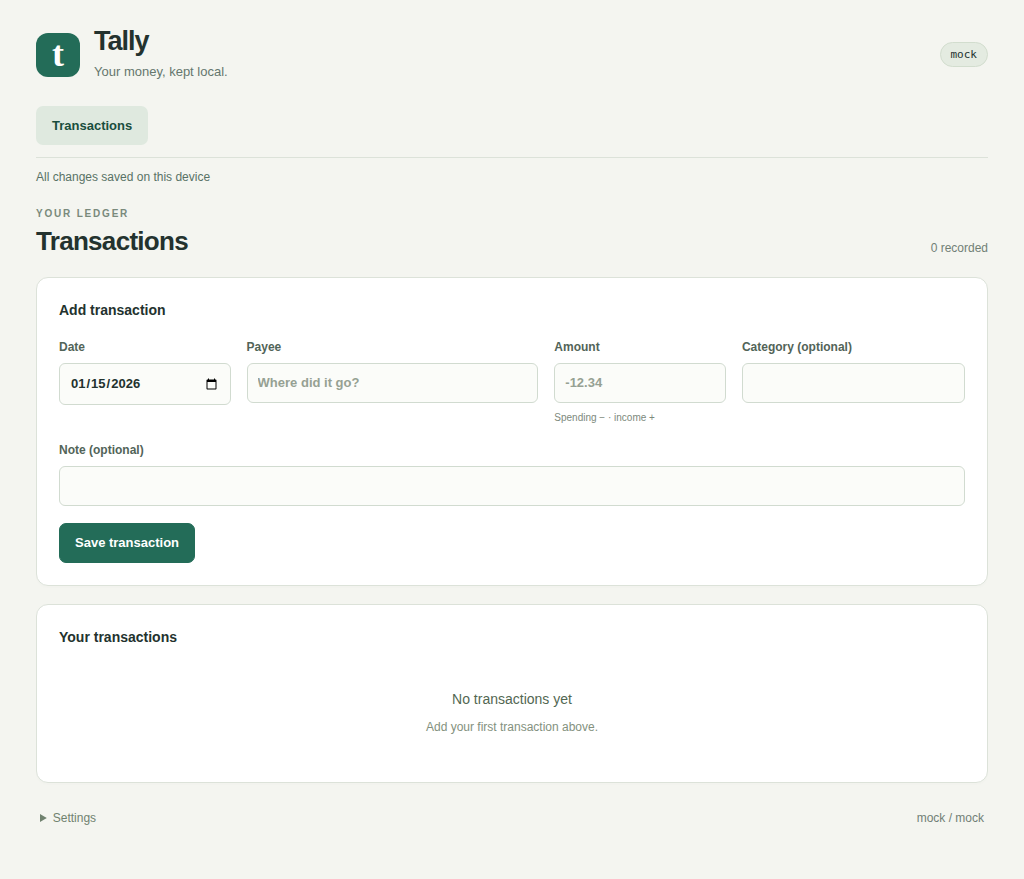 t
Tally
Your money, kept local.
mock
Transactions
All changes saved on this device
YOUR LEDGER
Transactions
0 recorded
Add transaction
Date
Payee
Amount
Category (optional)
01/15/2026
Where did it go?
-12.34
Spending − · income +
Note (optional)
Save transaction
Your transactions
No transactions yet
Add your first transaction above.
Settings
mock / mock